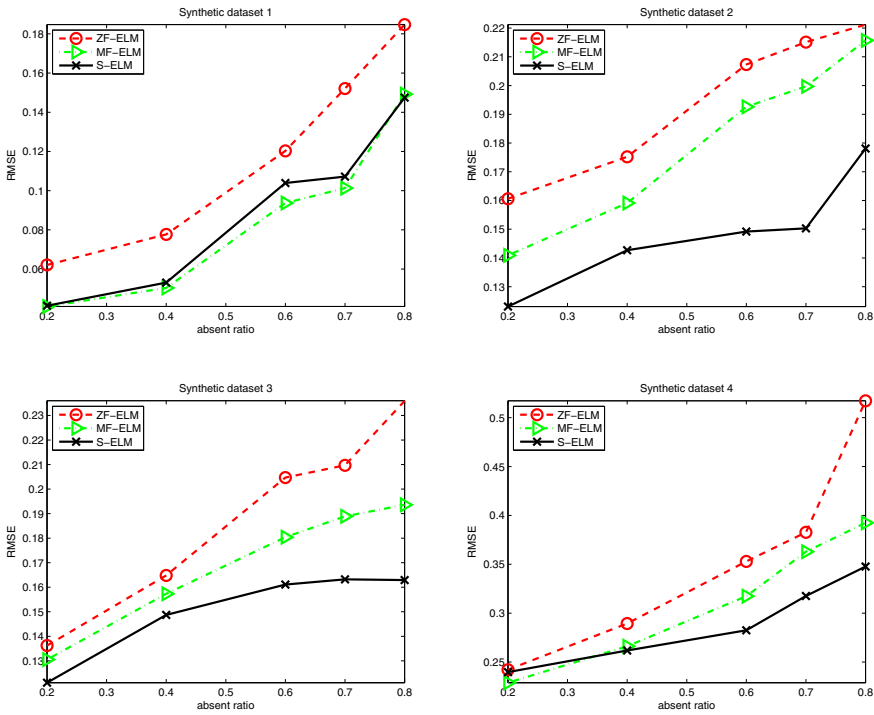 Synthetic dataset 1
0.18
0.16
0.14
0.12
0.1
0.08
0.06
RMSE
ZF-ELM
MF-ELM
S-ELM
0.2 0.3 0.4 0.5 0.6 0.7 0.8
absent ratio
Synthetic dataset 2
0.22
0.21
0.2
0.19
0.18
0.17
0.16
0.15
0.14
0.13
RMSE
ZF-ELM
MF-ELM
S-ELM
0.2 0.3 0.4 0.5 0.6 0.7 0.8
absent ratio
Synthetic dataset 3
0.23
0.22
0.21
0.2
0.19
0.18
0.17
0.16
0.15
0.14
0.13
RMSE
ZF-ELM
MF-ELM
S-ELM
0.2 0.3 0.4 0.5 0.6 0.7 0.8
absent ratio
Synthetic dataset 4
0.5
0.45
0.4
0.35
0.3
0.25
RMSE
ZF-ELM
MF-ELM
S-ELM
0.2 0.3 0.4 0.5 0.6 0.7 0.8
absent ratio